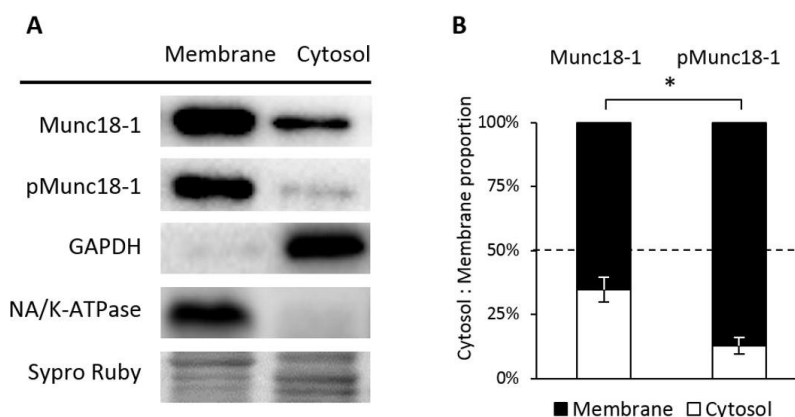 A
Membrane Cytosol
Munc18-1
pMunc18-1
GAPDH
NA/K-ATPase
Sypro Ruby
B
Munc18-1 pMunc18-1
*
Cytosol : Membrane proportion
100%
75%
50%
25%
0%
Membrane Cytosol